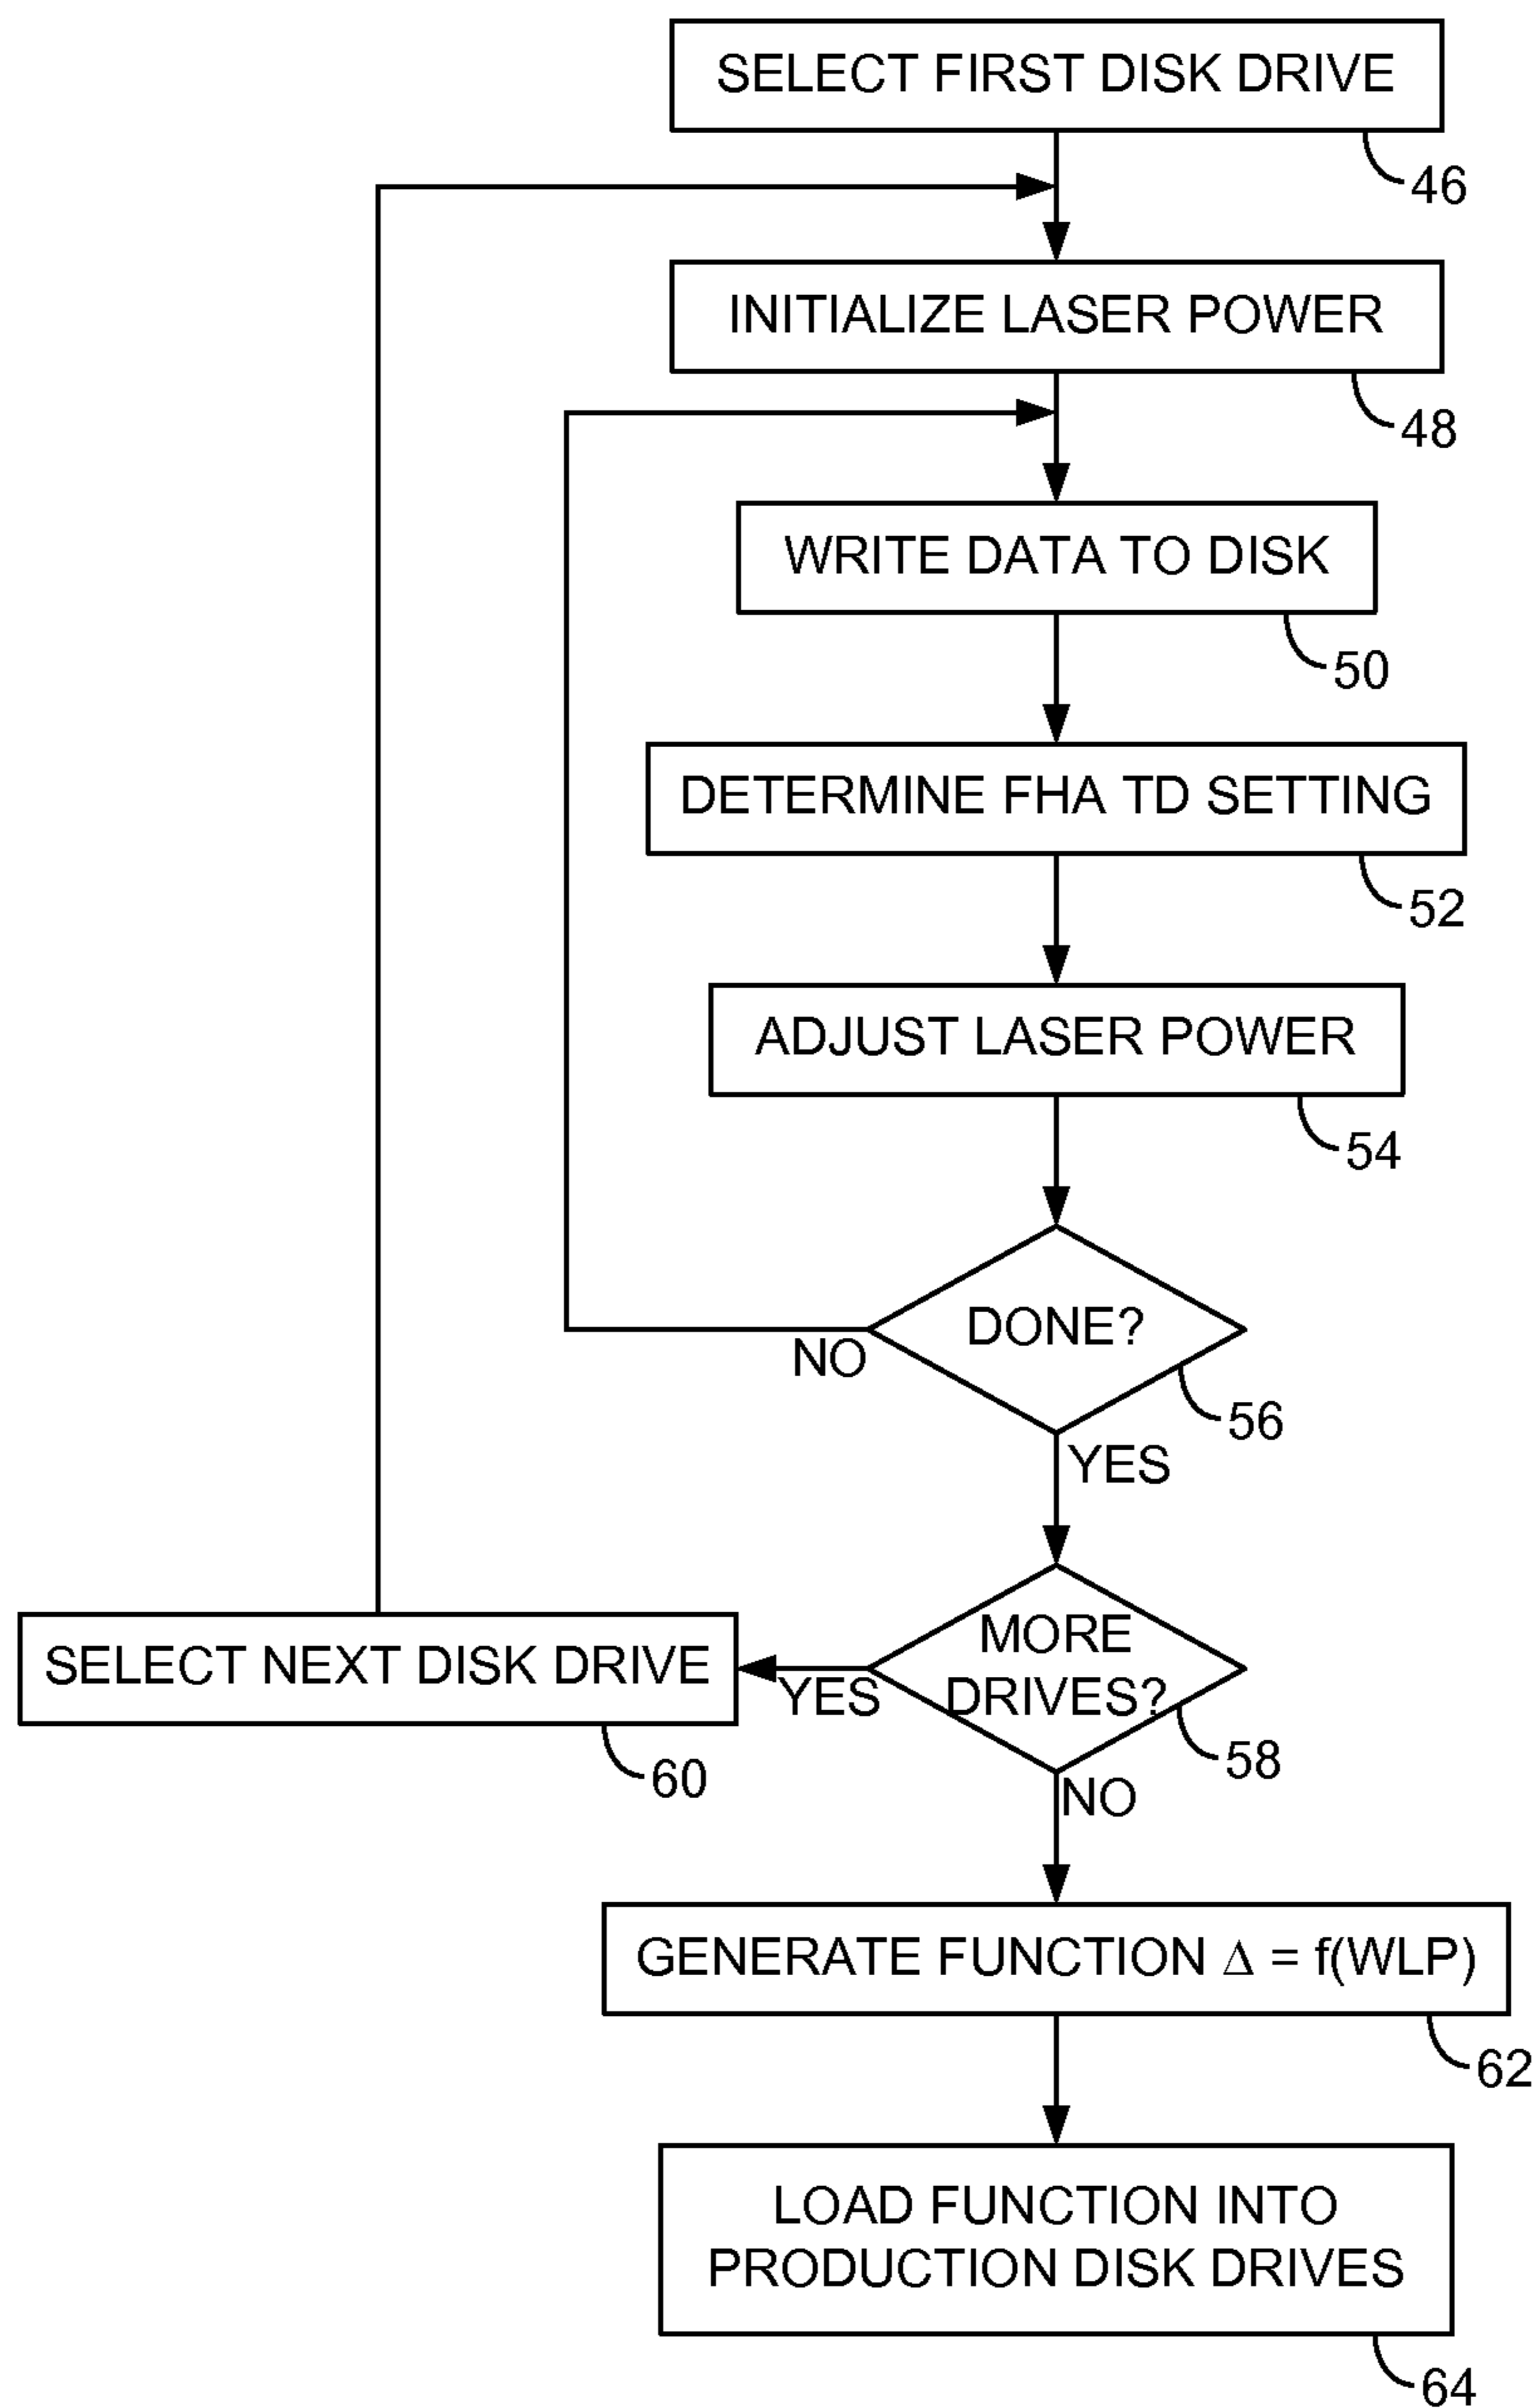 SELECT FIRST DISK DRIVE
46
INITIALIZE LASER POWER
48
WRITE DATA TO DISK
50
DETERMINE FHA TD SETTING
52
ADJUST LASER POWER
54
DONE?
NO
56
YES
MORE
DRIVES?
SELECT NEXT DISK DRIVE
YES
58
60
NO
GENERATE FUNCTION Δ = f(WLP)
62
LOAD FUNCTION INTO
PRODUCTION DISK DRIVES
64